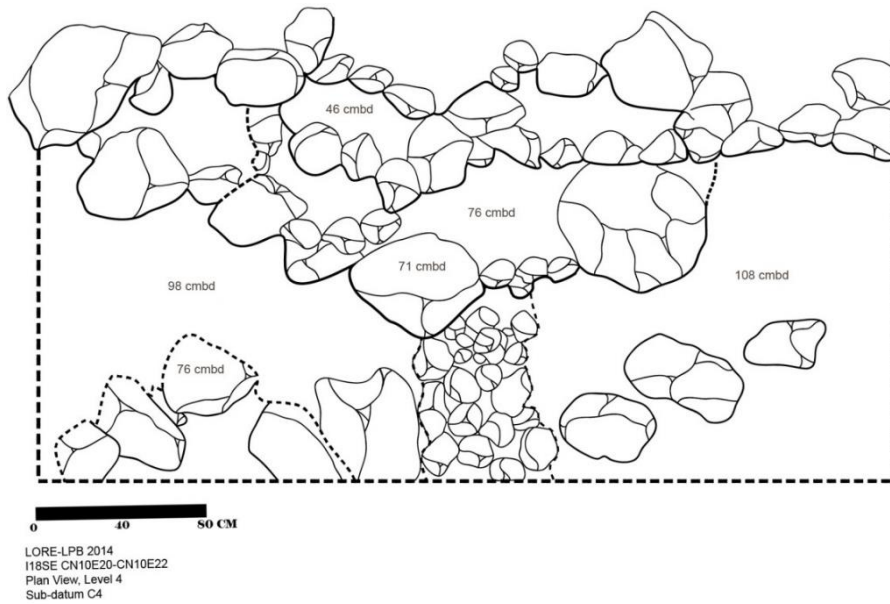 46 cmbd
76 cmbd
71 cmbd
98 cmbd
108 cmbd
76 cmbd
0 40 80 CM
LORE-LPB 2014
I18SE CN10E20-CN10E22
Plan View, Level 4
Sub-datum C4